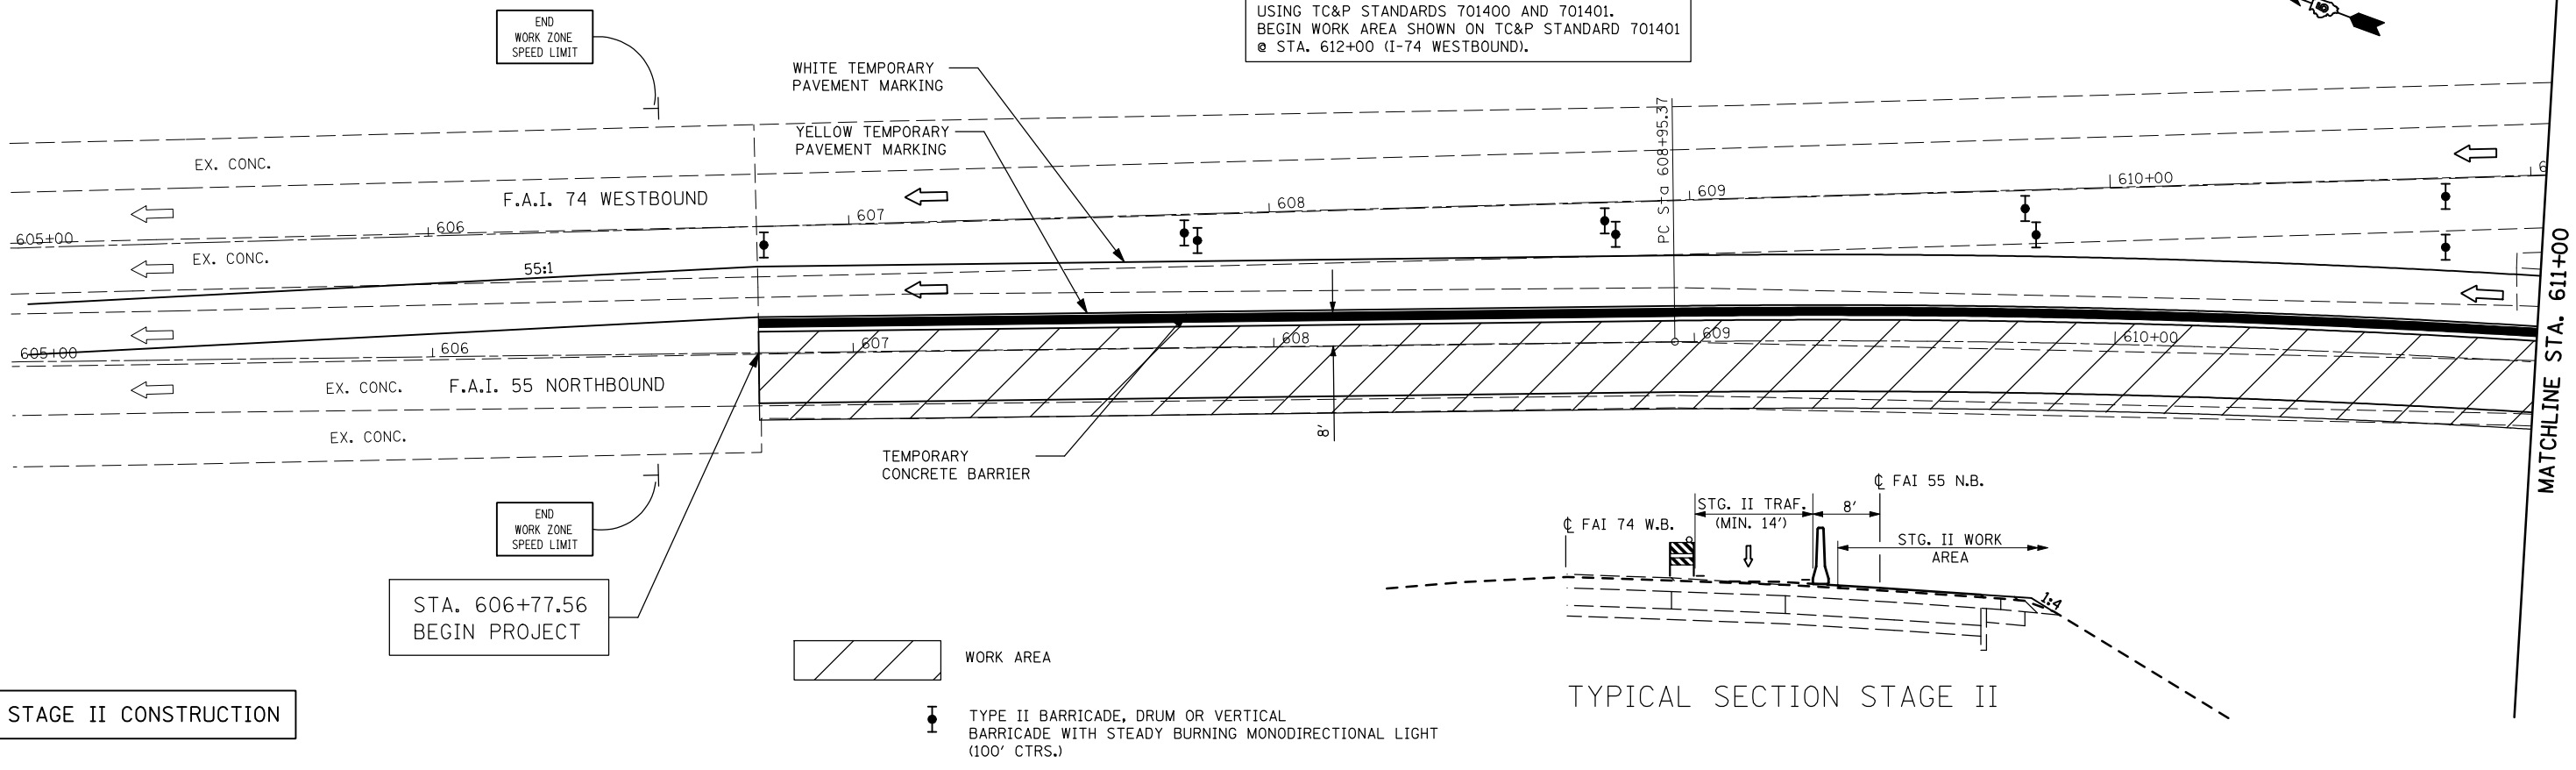 END
WORK ZONE
SPEED LIMIT
USING TC&P STANDARDS 701400 AND 701401.
BEGIN WORK AREA SHOWN ON TC&P STANDARD 701401
@ STA. 612+00 (I-74 WESTBOUND).
WHITE TEMPORARY
PAVEMENT MARKING
YELLOW TEMPORARY
PAVEMENT MARKING
PC S-a 608+95.37
EX. CONC.
F.A.I. 74 WESTBOUND
605+00
606
607
608
609
610+00
6
EX. CONC.
55:1
605+00
606
607
608
609
610+00
MATCHLINE STA. 611+00
EX. CONC.
F.A.I. 55 NORTHBOUND
EX. CONC.
8'
TEMPORARY
CONCRETE BARRIER
END
WORK ZONE
SPEED LIMIT
STA. 606+77.56
BEGIN PROJECT
℄ FAI 55 N.B.
STG. II TRAF.
(MIN. 14')
8'
℄ FAI 74 W.B.
STG. II WORK
AREA
1:4
WORK AREA
TYPICAL SECTION STAGE II
STAGE II CONSTRUCTION
TYPE II BARRICADE, DRUM OR VERTICAL
BARRICADE WITH STEADY BURNING MONODIRECTIONAL LIGHT
(100' CTRS.)